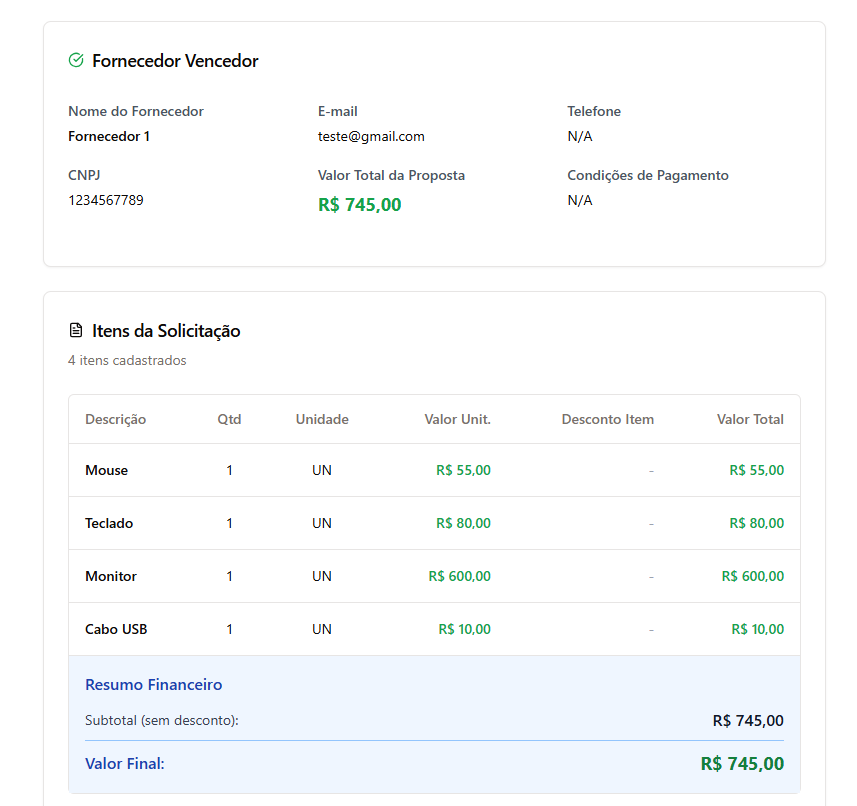 Fornecedor Vencedor
Nome do Fornecedor E-mail Telefone
Fornecedor 1 teste@gmail.com N/A
CNPJ Valor Total da Proposta Condições de Pagamento
1234567789 R$ 745,00 N/A
Itens da Solicitação
4 itens cadastrados
Descrição Qtd Unidade Valor Unit. Desconto Item Valor Total
Mouse 1 UN R$ 55,00 - R$ 55,00
Teclado 1 UN R$ 80,00 - R$ 80,00
Monitor 1 UN R$ 600,00 - R$ 600,00
Cabo USB 1 UN R$ 10,00 - R$ 10,00
Resumo Financeiro
Subtotal (sem desconto): R$ 745,00
Valor Final: R$ 745,00